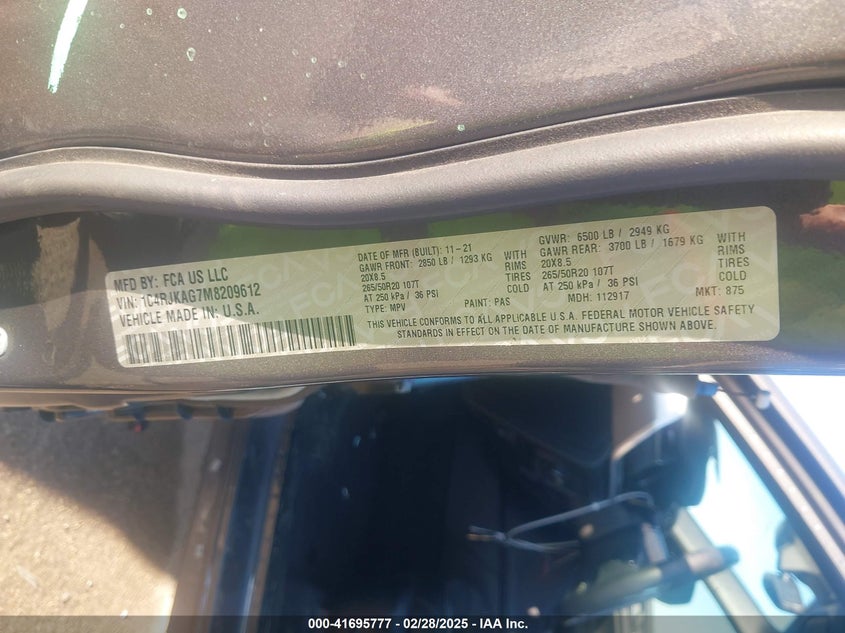 MFD BY: FCA US LLC
VIN: 1C4RJKAG7M8209612
VEHICLE MADE IN: U.S.A.
DATE OF MFR (BUILT): 11-21
GAWR FRONT: 2850 LB / 1293 KG WITH
20X8.5 RIMS
265/50R20 107T TIRES
AT 250 kPa / 36 PSI COLD
TYPE: MPV PAINT: PAS
GVWR: 6500 LB / 2949 KG
GAWR REAR: 3700 LB / 1679 KG WITH
20X8.5 RIMS
265/50R20 107T TIRES
AT 250 kPa / 36 PSI COLD
MDH: 112917 MKT: 875
THIS VEHICLE CONFORMS TO ALL APPLICABLE U.S.A. FEDERAL MOTOR VEHICLE SAFETY
STANDARDS IN EFFECT ON THE DATE OF MANUFACTURE SHOWN ABOVE.
000-41695777 - 02/28/2025 - IAA Inc.